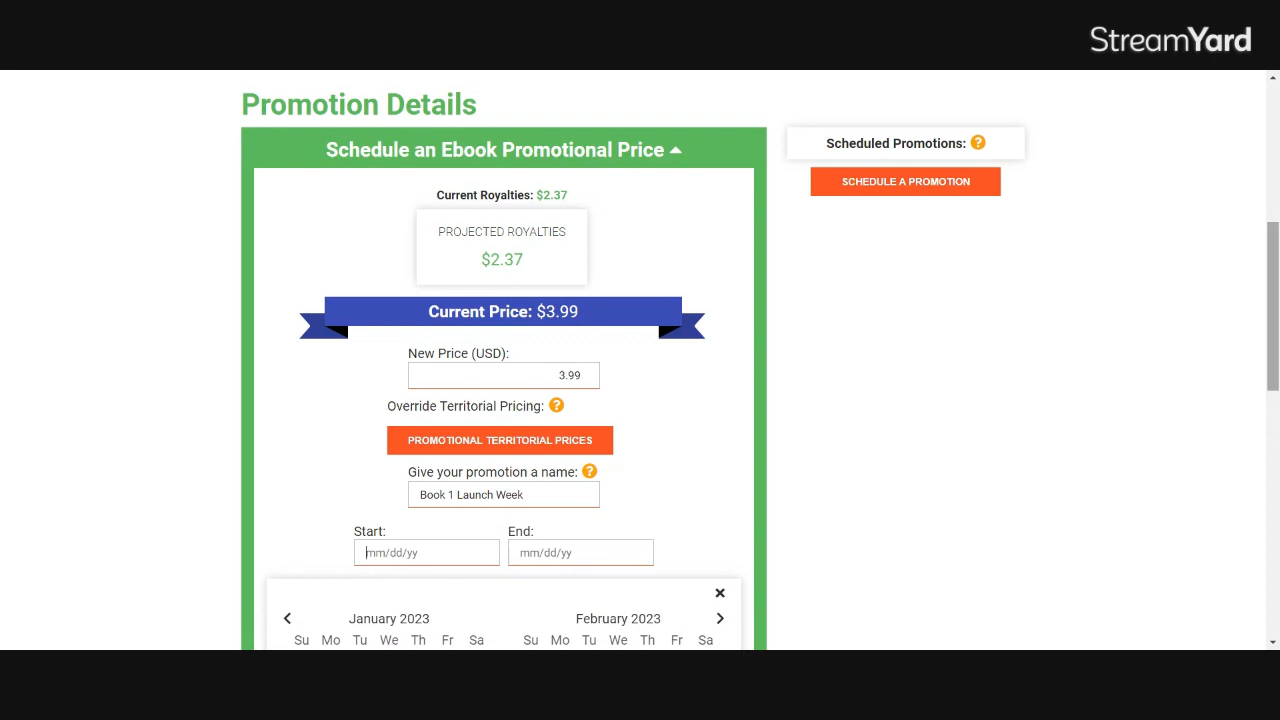 StreamYard
Promotion Details
Schedule an Ebook Promotional Price
Scheduled Promotions: ?
SCHEDULE A PROMOTION
Current Royalties: $2.37
PROJECTED ROYALTIES
$2.37
Current Price: $3.99
New Price (USD):
3.99
Override Territorial Pricing: ?
PROMOTIONAL TERRITORIAL PRICES
Give your promotion a name: ?
Book 1 Launch Week
Start: End:
mm/dd/yy mm/dd/yy
January 2023 February 2023
Su Mo Tu We Th Fr Sa Su Mo Tu We Th Fr Sa